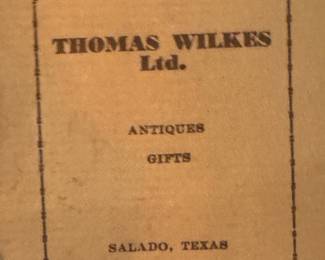 THOMAS WILKES
Ltd.
ANTIQUES
GIFTS
SALADO, TEXAS